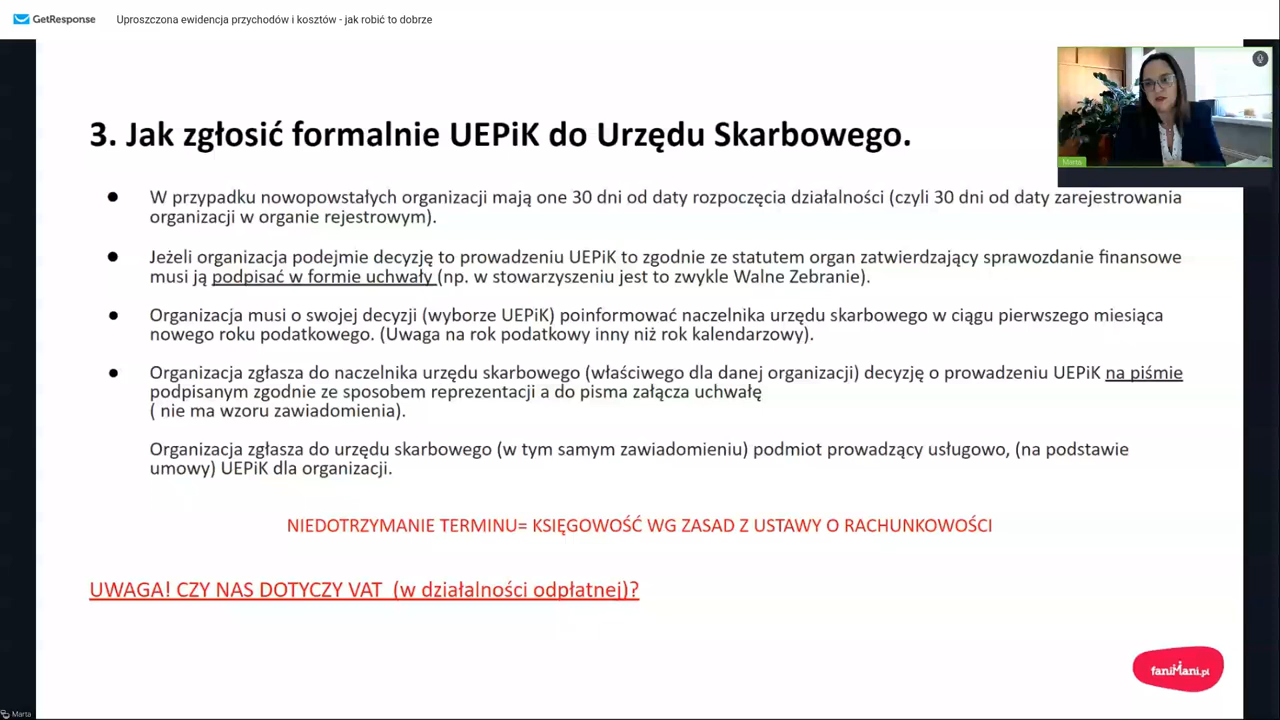 GetResponse Uproszczona ewidencja przychodów i kosztów - jak robić to dobrze
Marta
3. Jak zgłosić formalnie UEPiK do Urzędu Skarbowego.
● W przypadku nowopowstałych organizacji mają one 30 dni od daty rozpoczęcia działalności (czyli 30 dni od daty zarejestrowania
organizacji w organie rejestrowym).
● Jeżeli organizacja podejmie decyzję to prowadzeniu UEPiK to zgodnie ze statutem organ zatwierdzający sprawozdanie finansowe
musi ją podpisać w formie uchwały (np. w stowarzyszeniu jest to zwykle Walne Zebranie).
● Organizacja musi o swojej decyzji (wyborze UEPiK) poinformować naczelnika urzędu skarbowego w ciągu pierwszego miesiąca
nowego roku podatkowego. (Uwaga na rok podatkowy inny niż rok kalendarzowy).
● Organizacja zgłasza do naczelnika urzędu skarbowego (właściwego dla danej organizacji) decyzję o prowadzeniu UEPiK na piśmie
podpisanym zgodnie ze sposobem reprezentacji a do pisma załącza uchwałę
( nie ma wzoru zawiadomienia).
Organizacja zgłasza do urzędu skarbowego (w tym samym zawiadomieniu) podmiot prowadzący usługowo, (na podstawie
umowy) UEPiK dla organizacji.
NIEDOTRZYMANIE TERMINU= KSIĘGOWOŚĆ WG ZASAD Z USTAWY O RACHUNKOWOŚCI
UWAGA! CZY NAS DOTYCZY VAT (w działalności odpłatnej)?
faniMani.pl
Marta